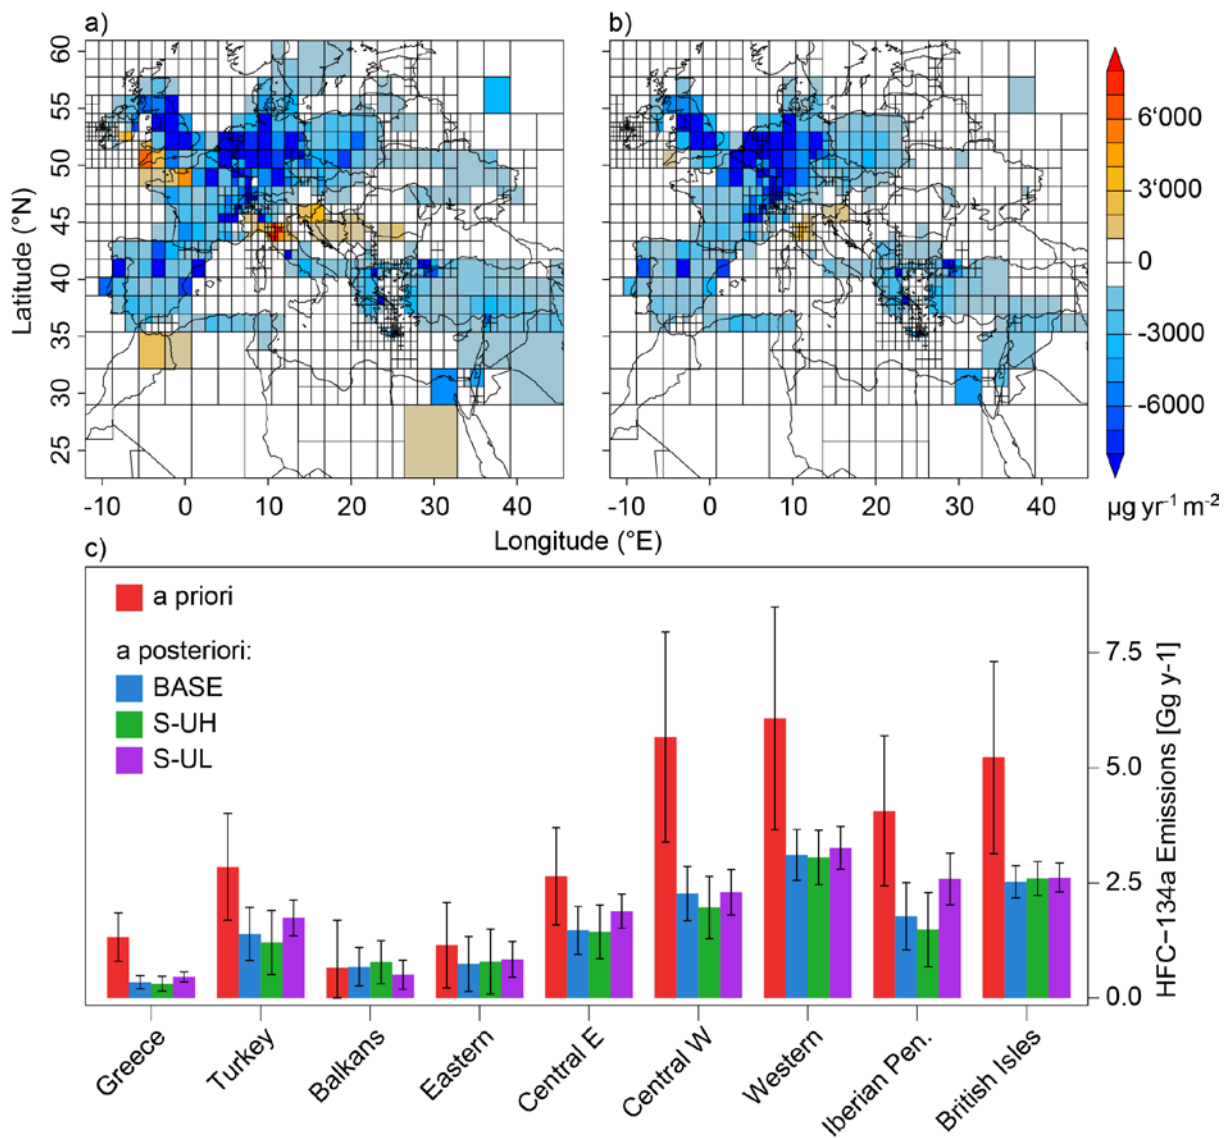 a)
b)
60
55
50
45
40
35
30
25
Latitude (°N)
-10 0 10 20 30 40
-10 0 10 20 30 40
Longitude (°E)
6‘000
3‘000
0
-3000
-6000
µg yr-1 m-2
c)
a priori
a posteriori:
BASE
S-UH
S-UL
7.5
5.0
2.5
0.0
HFC−134a Emissions [Gg y-1]
Greece
Turkey
Balkans
Eastern
Central E
Central W
Western
Iberian Pen.
British Isles